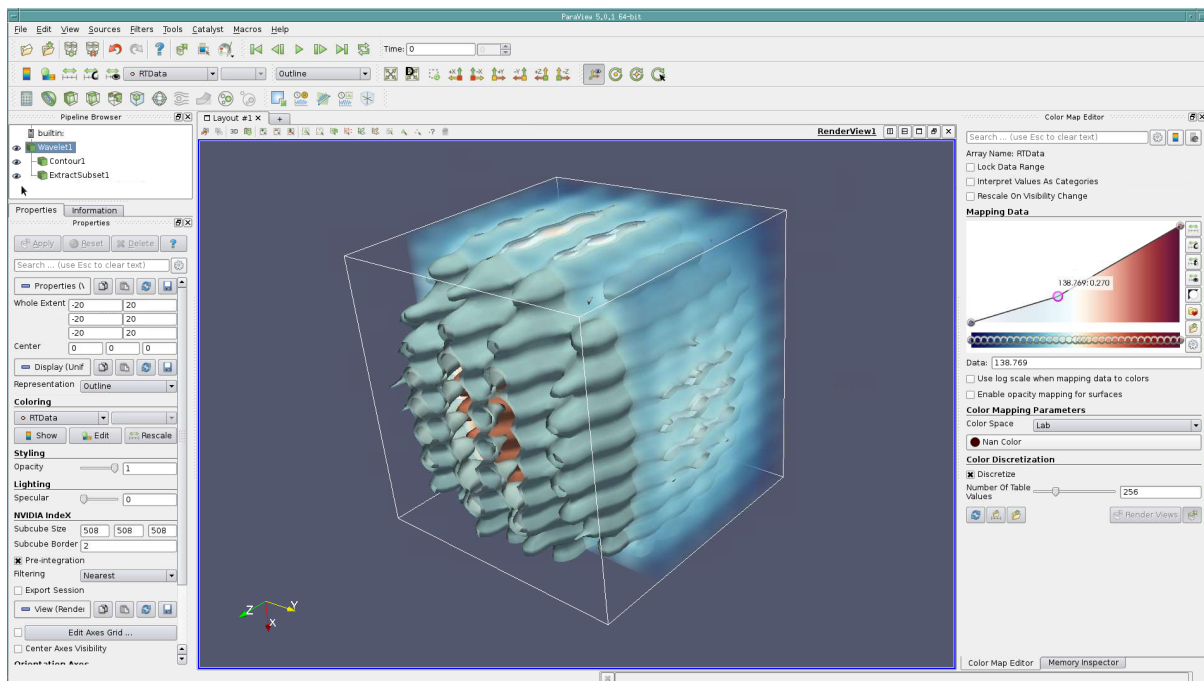 ParaView 5.0.1 64-bit
File Edit View Sources Filters Tools Catalyst Macros Help
Time: 0 0
RTData Outline
Pipeline Browser
builtin:
Wavelet1
Contour1
ExtractSubset1
Properties Information
Properties
Apply Reset Delete ?
Search ... (use Esc to clear text)
Properties (\
Whole Extent -20 20
-20 20
-20 20
Center 0 0 0
Display (Unif
Representation Outline
Coloring
RTData
Show Edit Rescale
Styling
Opacity 1
Lighting
Specular 0
NVIDIA IndeX
Subcube Size 508 508 508
Subcube Border 2
Pre-integration
Filtering Nearest
Export Session
View (Render
Edit Axes Grid ...
Center Axes Visibility
Orientation Axes
Layout #1 +
3D RenderView1
Z Y
X
Color Map Editor
Search ... (use Esc to clear text)
Array Name: RTData
Lock Data Range
Interpret Values As Categories
Rescale On Visibility Change
Mapping Data
138.769: 0.270
Data: 138.769
Use log scale when mapping data to colors
Enable opacity mapping for surfaces
Color Mapping Parameters
Color Space Lab
Nan Color
Color Discretization
Discretize
Number Of Table
Values 256
Render Views
Color Map Editor Memory Inspector